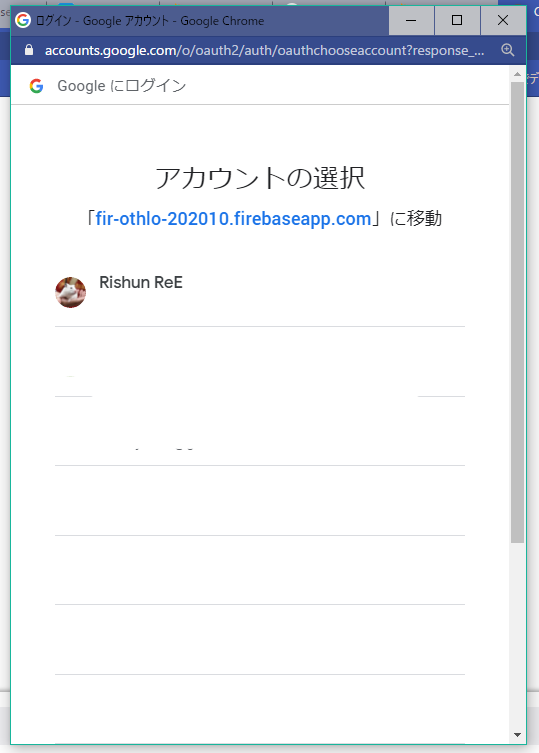 ログイン - Google アカウント - Google Chrome
accounts.google.com/o/oauth2/auth/oauthchooseaccount?response_...
Google にログイン
アカウントの選択
「fir-othlo-202010.firebaseapp.com」に移動
Rishun ReE